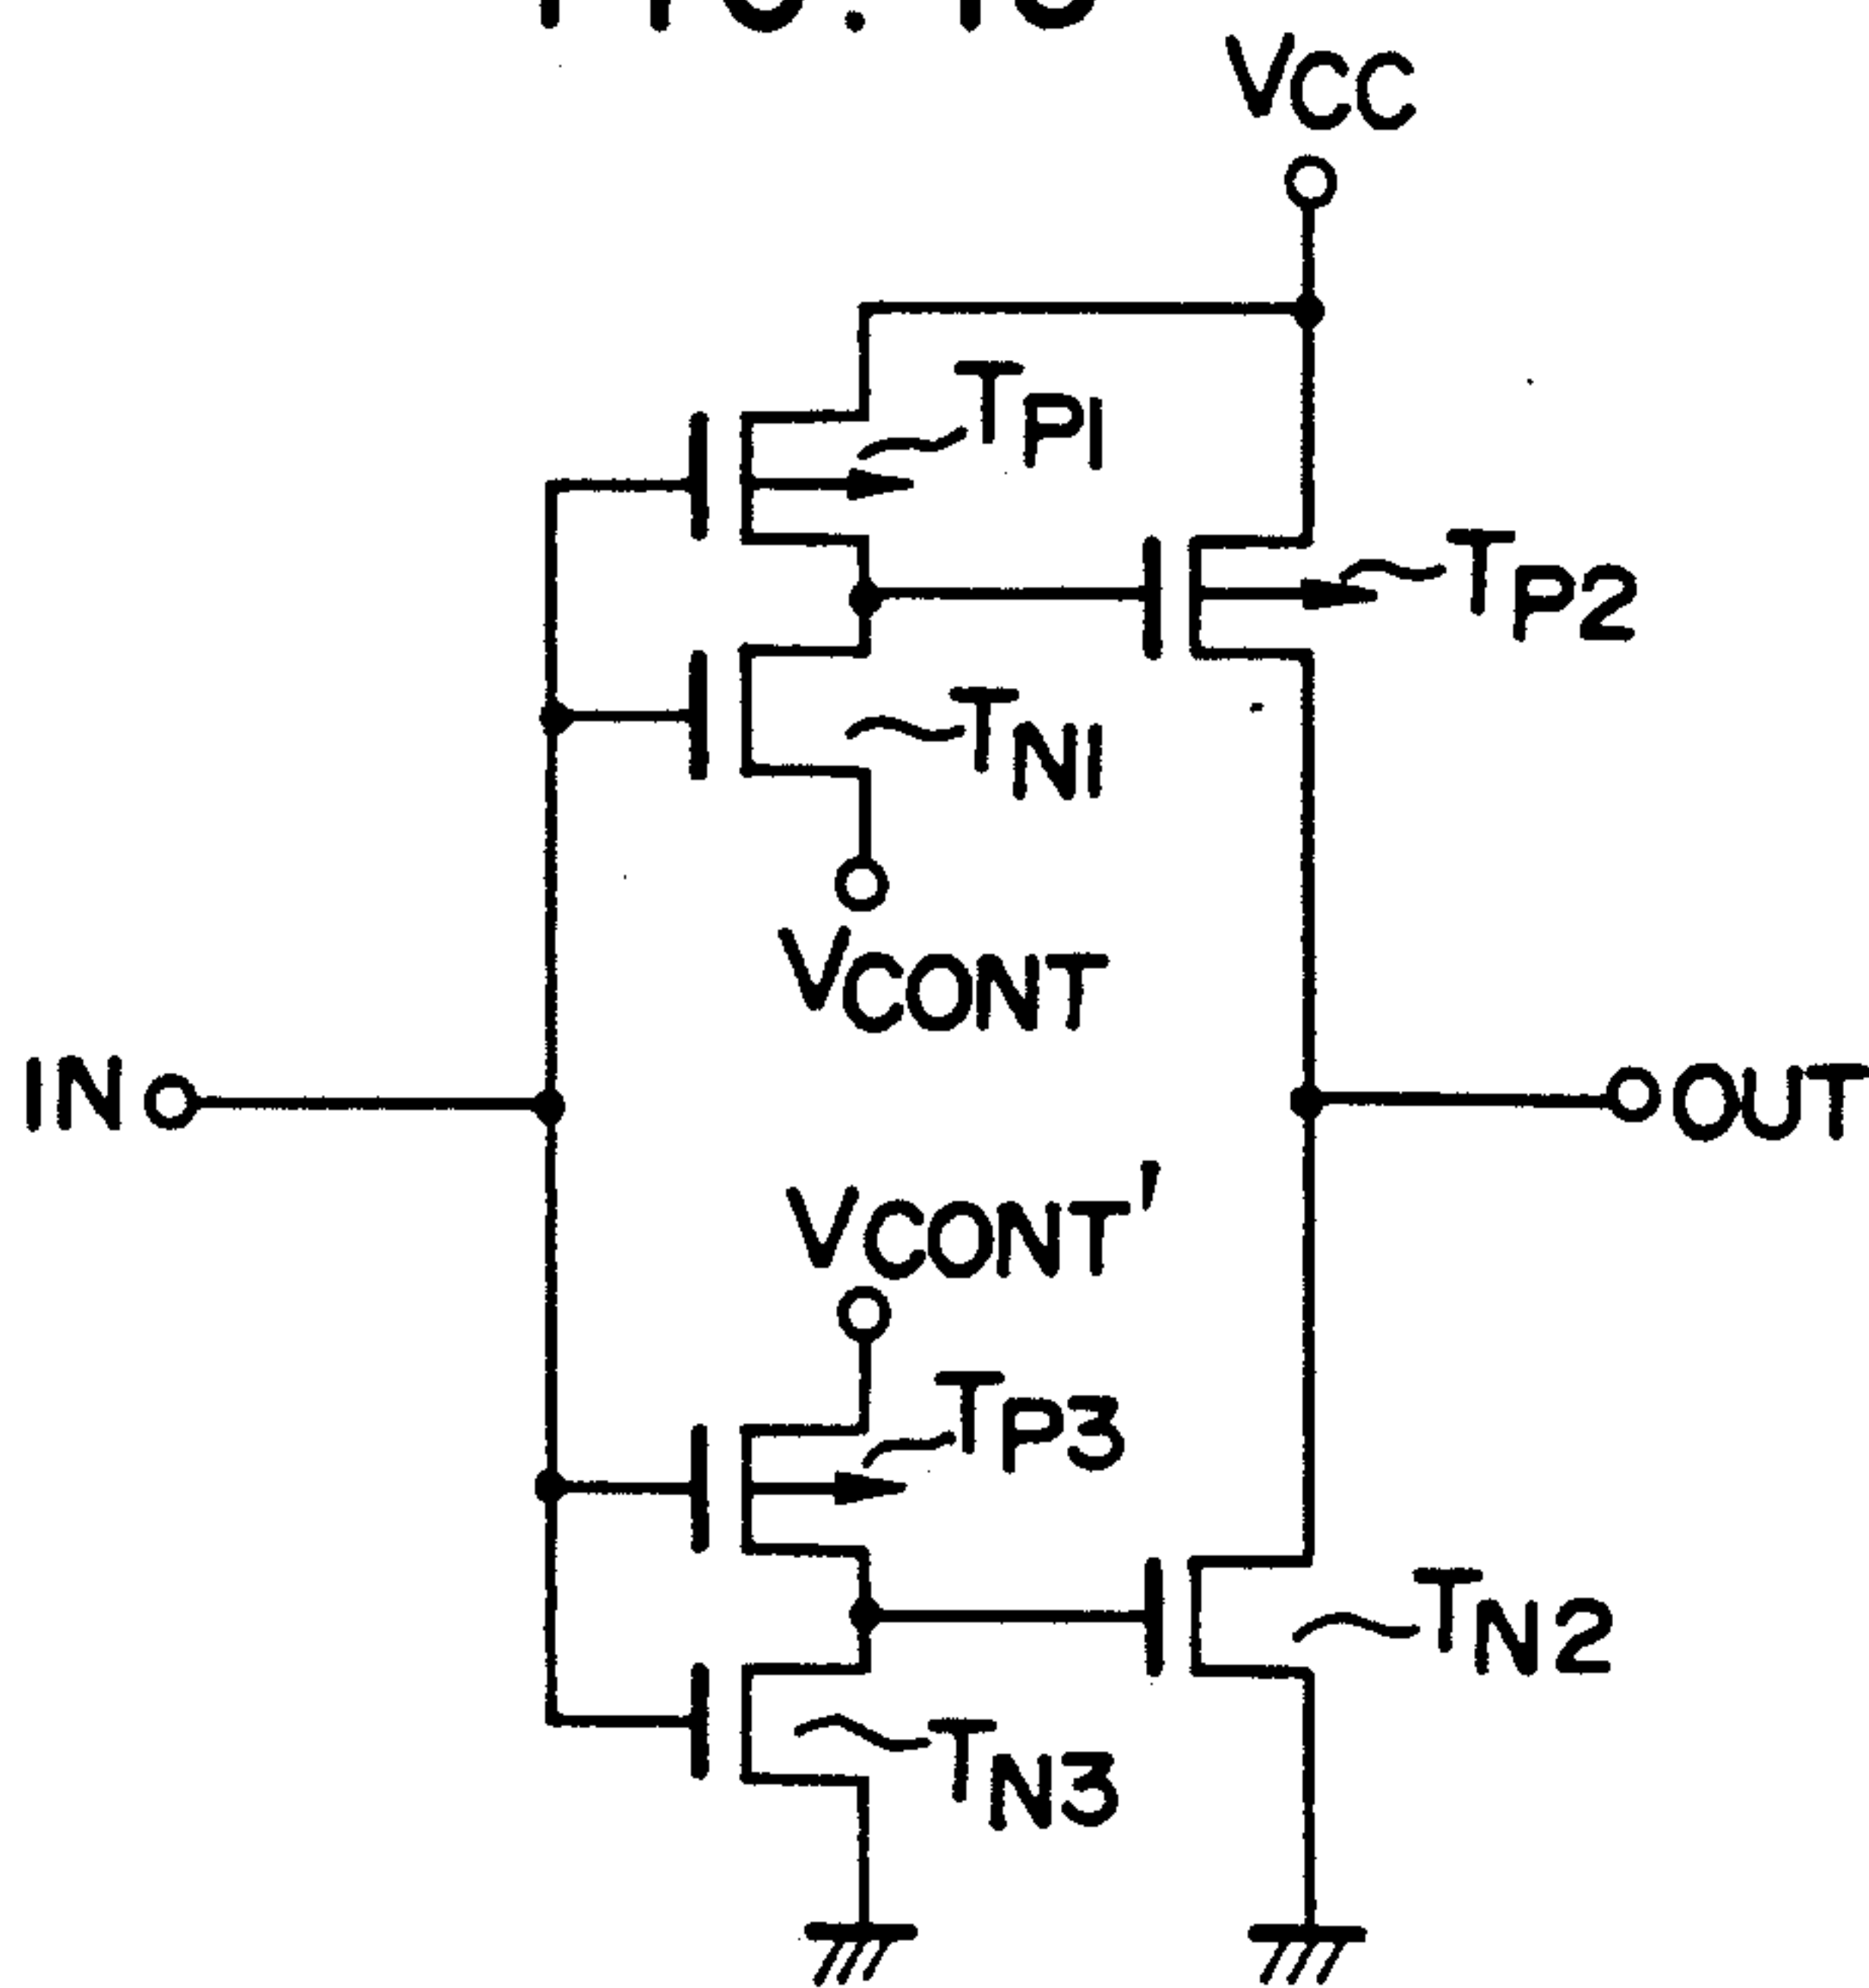 VCC
TP1
TP2
TN1
VCONT
IN
OUT
VCONT'
TP3
TN2
TN3